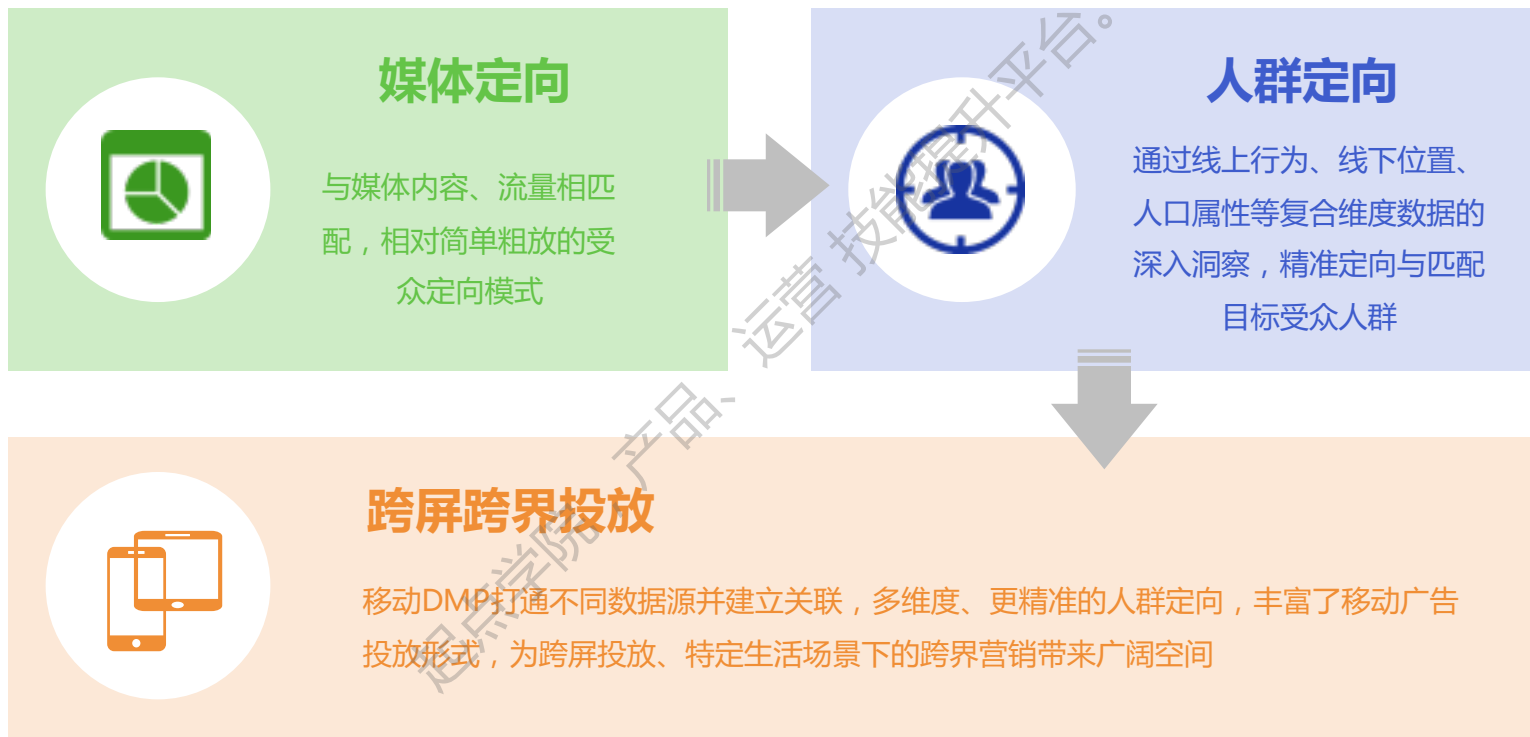 媒体定向
与媒体内容、流量相匹
配，相对简单粗放的受
众定向模式
人群定向
通过线上行为、线下位置、
人口属性等复合维度数据的
深入洞察，精准定向与匹配
目标受众人群
跨屏跨界投放
移动DMP打通不同数据源并建立关联，多维度、更精准的人群定向，丰富了移动广告
投放形式，为跨屏投放、特定生活场景下的跨界营销带来广阔空间
起点学院，产品、运营 技能提升平台。